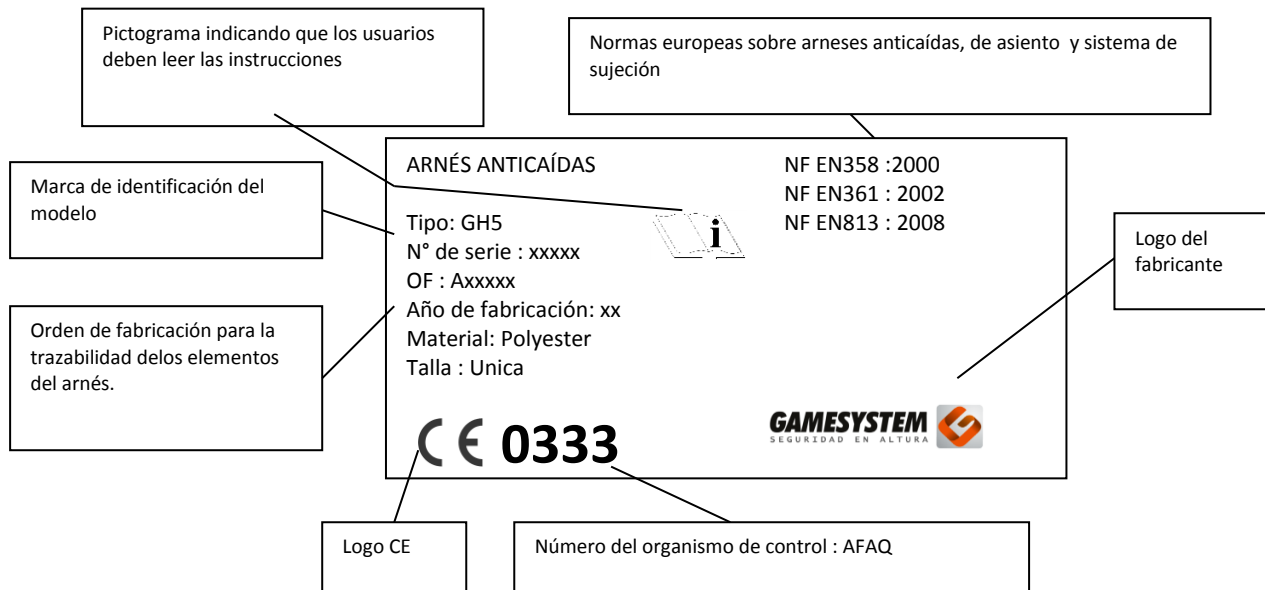 Pictograma indicando que los usuarios
deben leer las instrucciones
Normas europeas sobre arneses anticaídas, de asiento y sistema de
sujeción
Marca de identificación del
modelo
Orden de fabricación para la
trazabilidad delos elementos
del arnés.
ARNÉS ANTICAÍDAS
Tipo: GH5
N° de serie : xxxxx
OF : Axxxxx
Año de fabricación: xx
Material: Polyester
Talla : Unica
NF EN358 :2000
NF EN361 : 2002
NF EN813 : 2008
i
CE 0333
GAMESYSTEM
SEGURIDAD EN ALTURA
Logo del
fabricante
Logo CE
Número del organismo de control : AFAQ